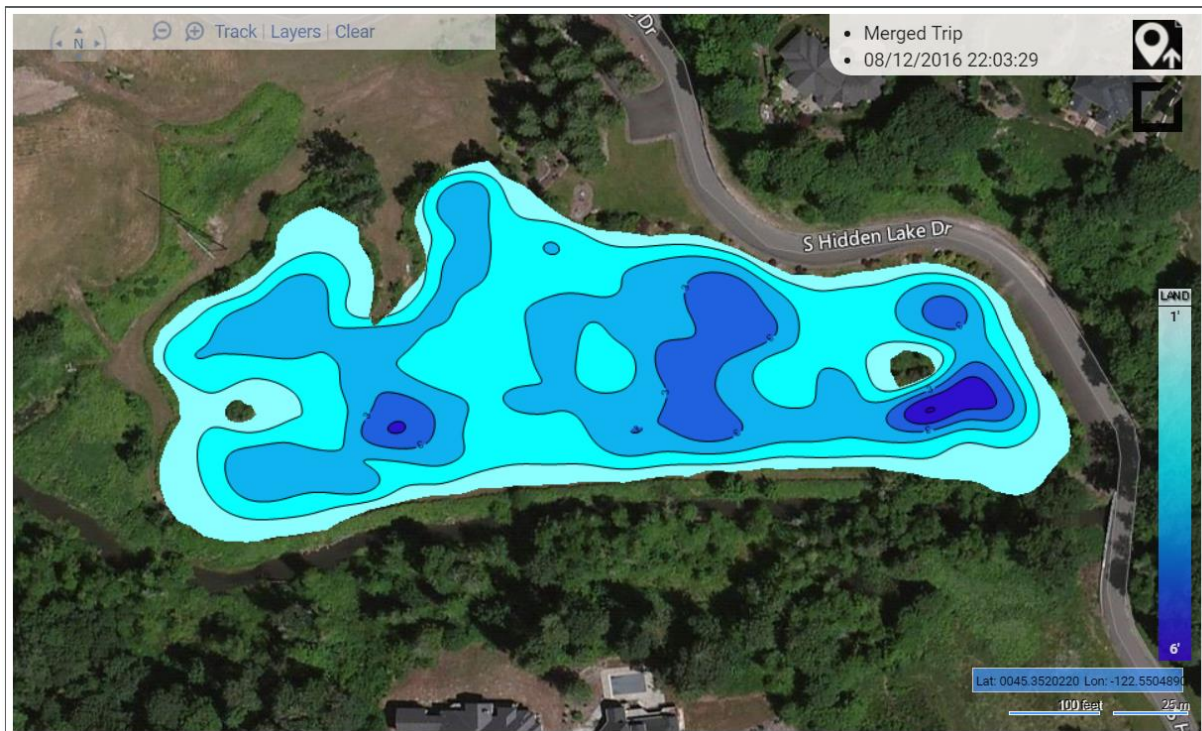 N
Track | Layers | Clear
Merged Trip
08/12/2016 22:03:29
Dr
S Hidden Lake Dr
LAND
1'
6'
Lat: 0045.3520220 Lon: -122.5504890
100 feet
25 m
S H